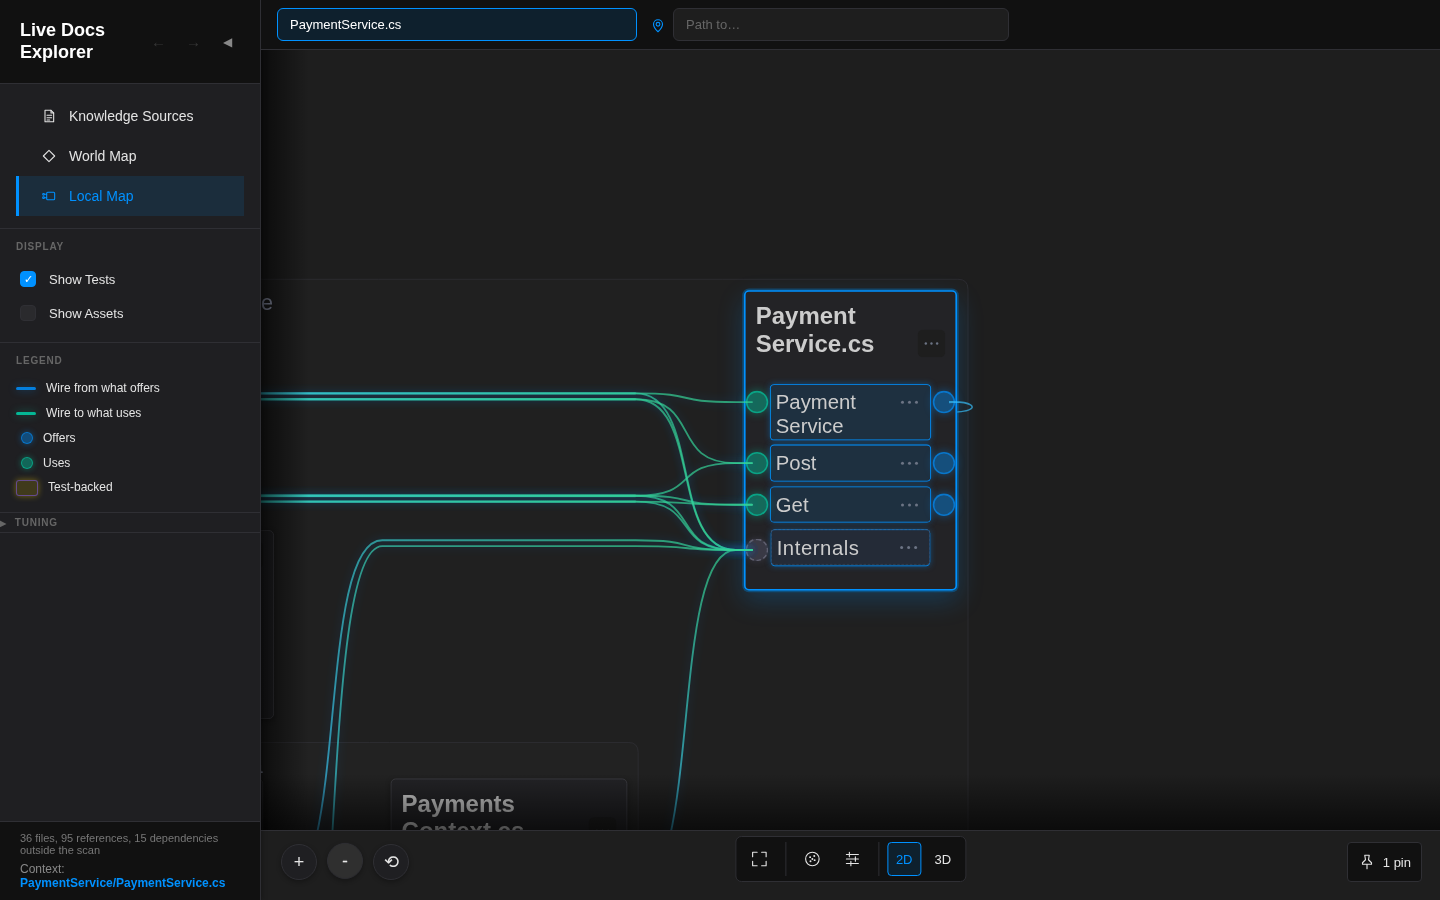 Live Docs
Explorer
PaymentService.cs
Path to…
Knowledge Sources
World Map
Local Map
DISPLAY
Show Tests
Show Assets
LEGEND
Wire from what offers
Wire to what uses
Offers
Uses
Test-backed
TUNING
36 files, 95 references, 15 dependencies
outside the scan
Context:
PaymentService/PaymentService.cs
e
Payment
Service.cs
Payment
Service
Post
Get
Internals
Payments
Context.cs
2D
3D
1 pin